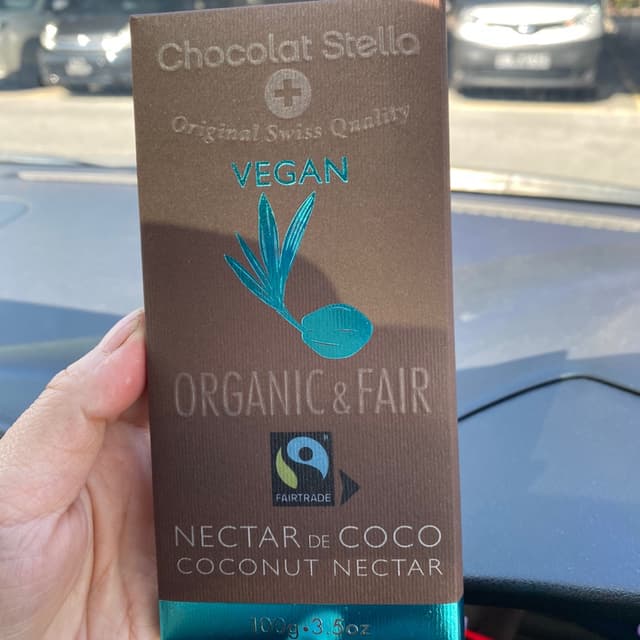 Chocolat Stella
Original Swiss Quality
VEGAN
ORGANIC & FAIR
FAIRTRADE
NECTAR DE COCO
COCONUT NECTAR
100g • 3.5oz